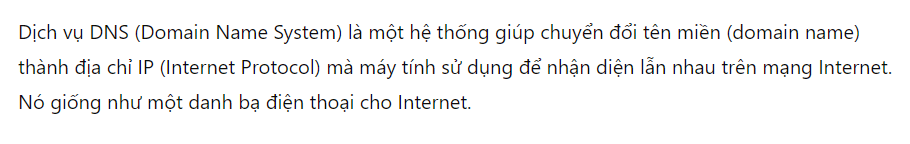 Dịch vụ DNS (Domain Name System) là một hệ thống giúp chuyển đổi tên miền (domain name)
thành địa chỉ IP (Internet Protocol) mà máy tính sử dụng để nhận diện lẫn nhau trên mạng Internet.
Nó giống như một danh bạ điện thoại cho Internet.